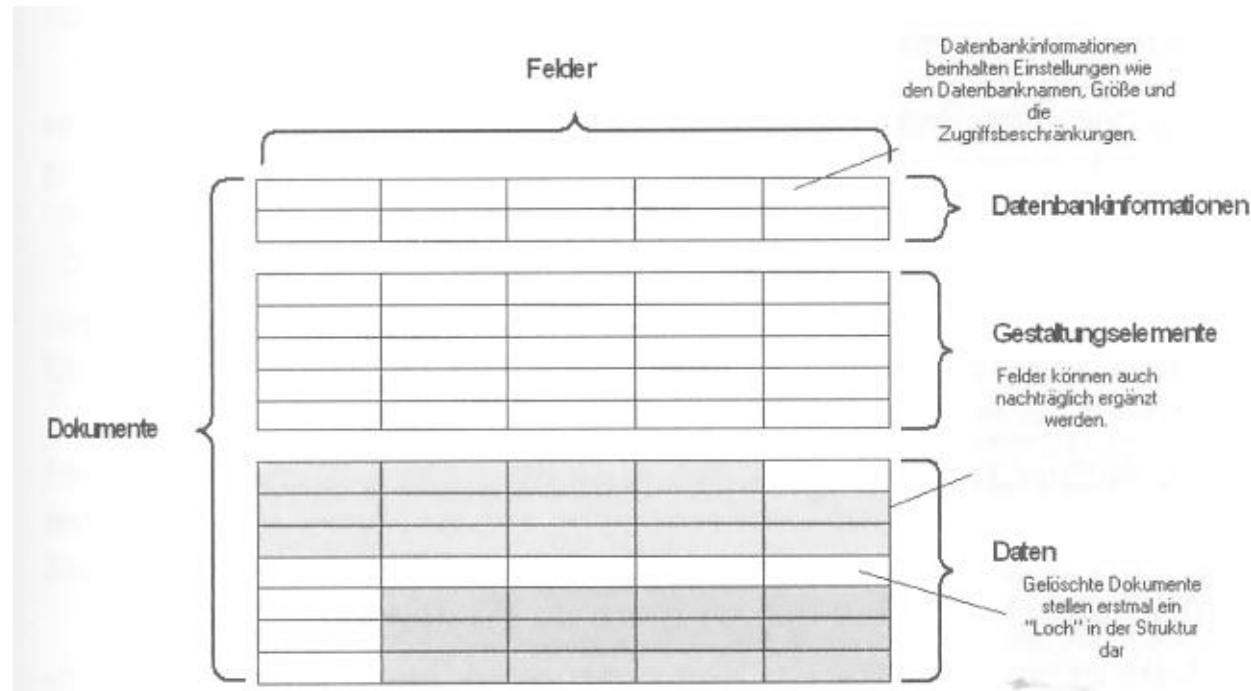 Felder
Datenbankinformationen
beinhalten Einstellungen wie
den Datenbanknamen, Größe und
die
Zugriffsbeschränkungen.
Datenbankinformationen
Gestaltungselemente
Felder können auch
nachträglich ergänzt
werden.
Dokumente
Daten
Gelöschte Dokumente
stellen erstmal ein
"Loch" in der Struktur
dar